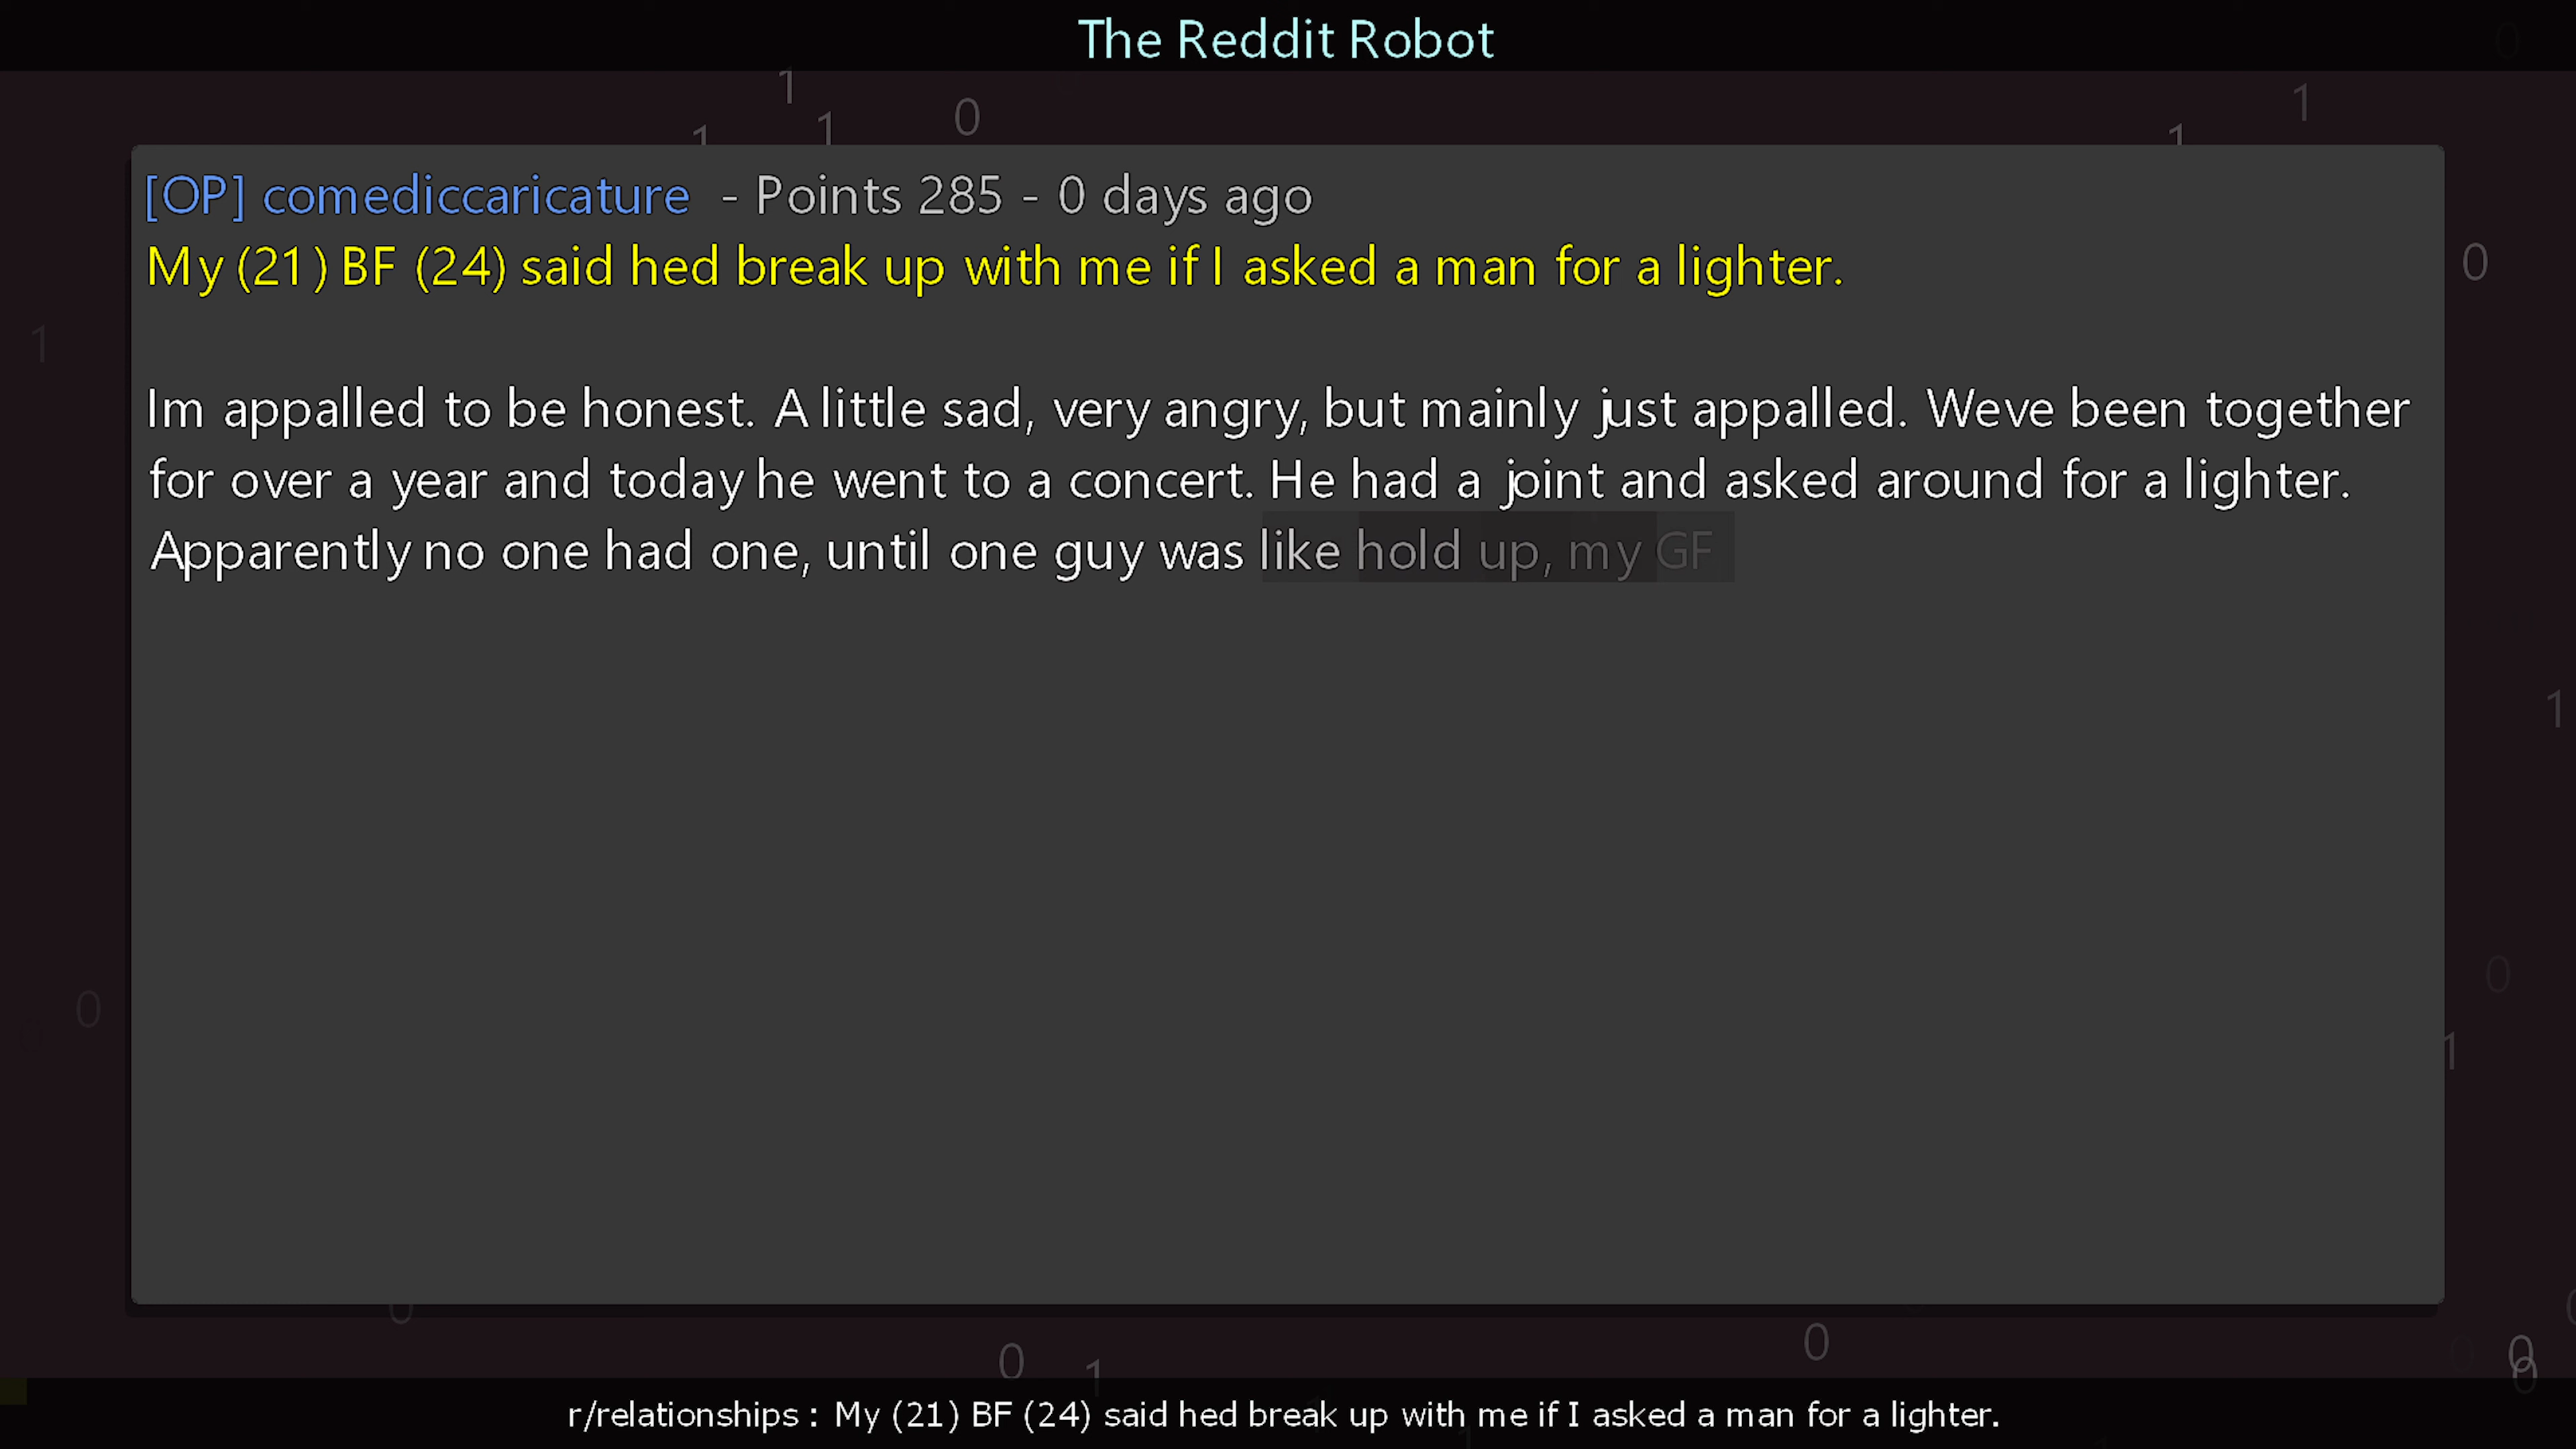 The Reddit Robot
[OP] comediccaricature - Points 285 - 0 days ago
My (21) BF (24) said hed break up with me if I asked a man for a lighter.
Im appalled to be honest. A little sad, very angry, but mainly just appalled. Weve been together
for over a year and today he went to a concert. He had a joint and asked around for a lighter.
Apparently no one had one, until one guy was like hold up, my GF
r/relationships : My (21) BF (24) said hed break up with me if I asked a man for a lighter.